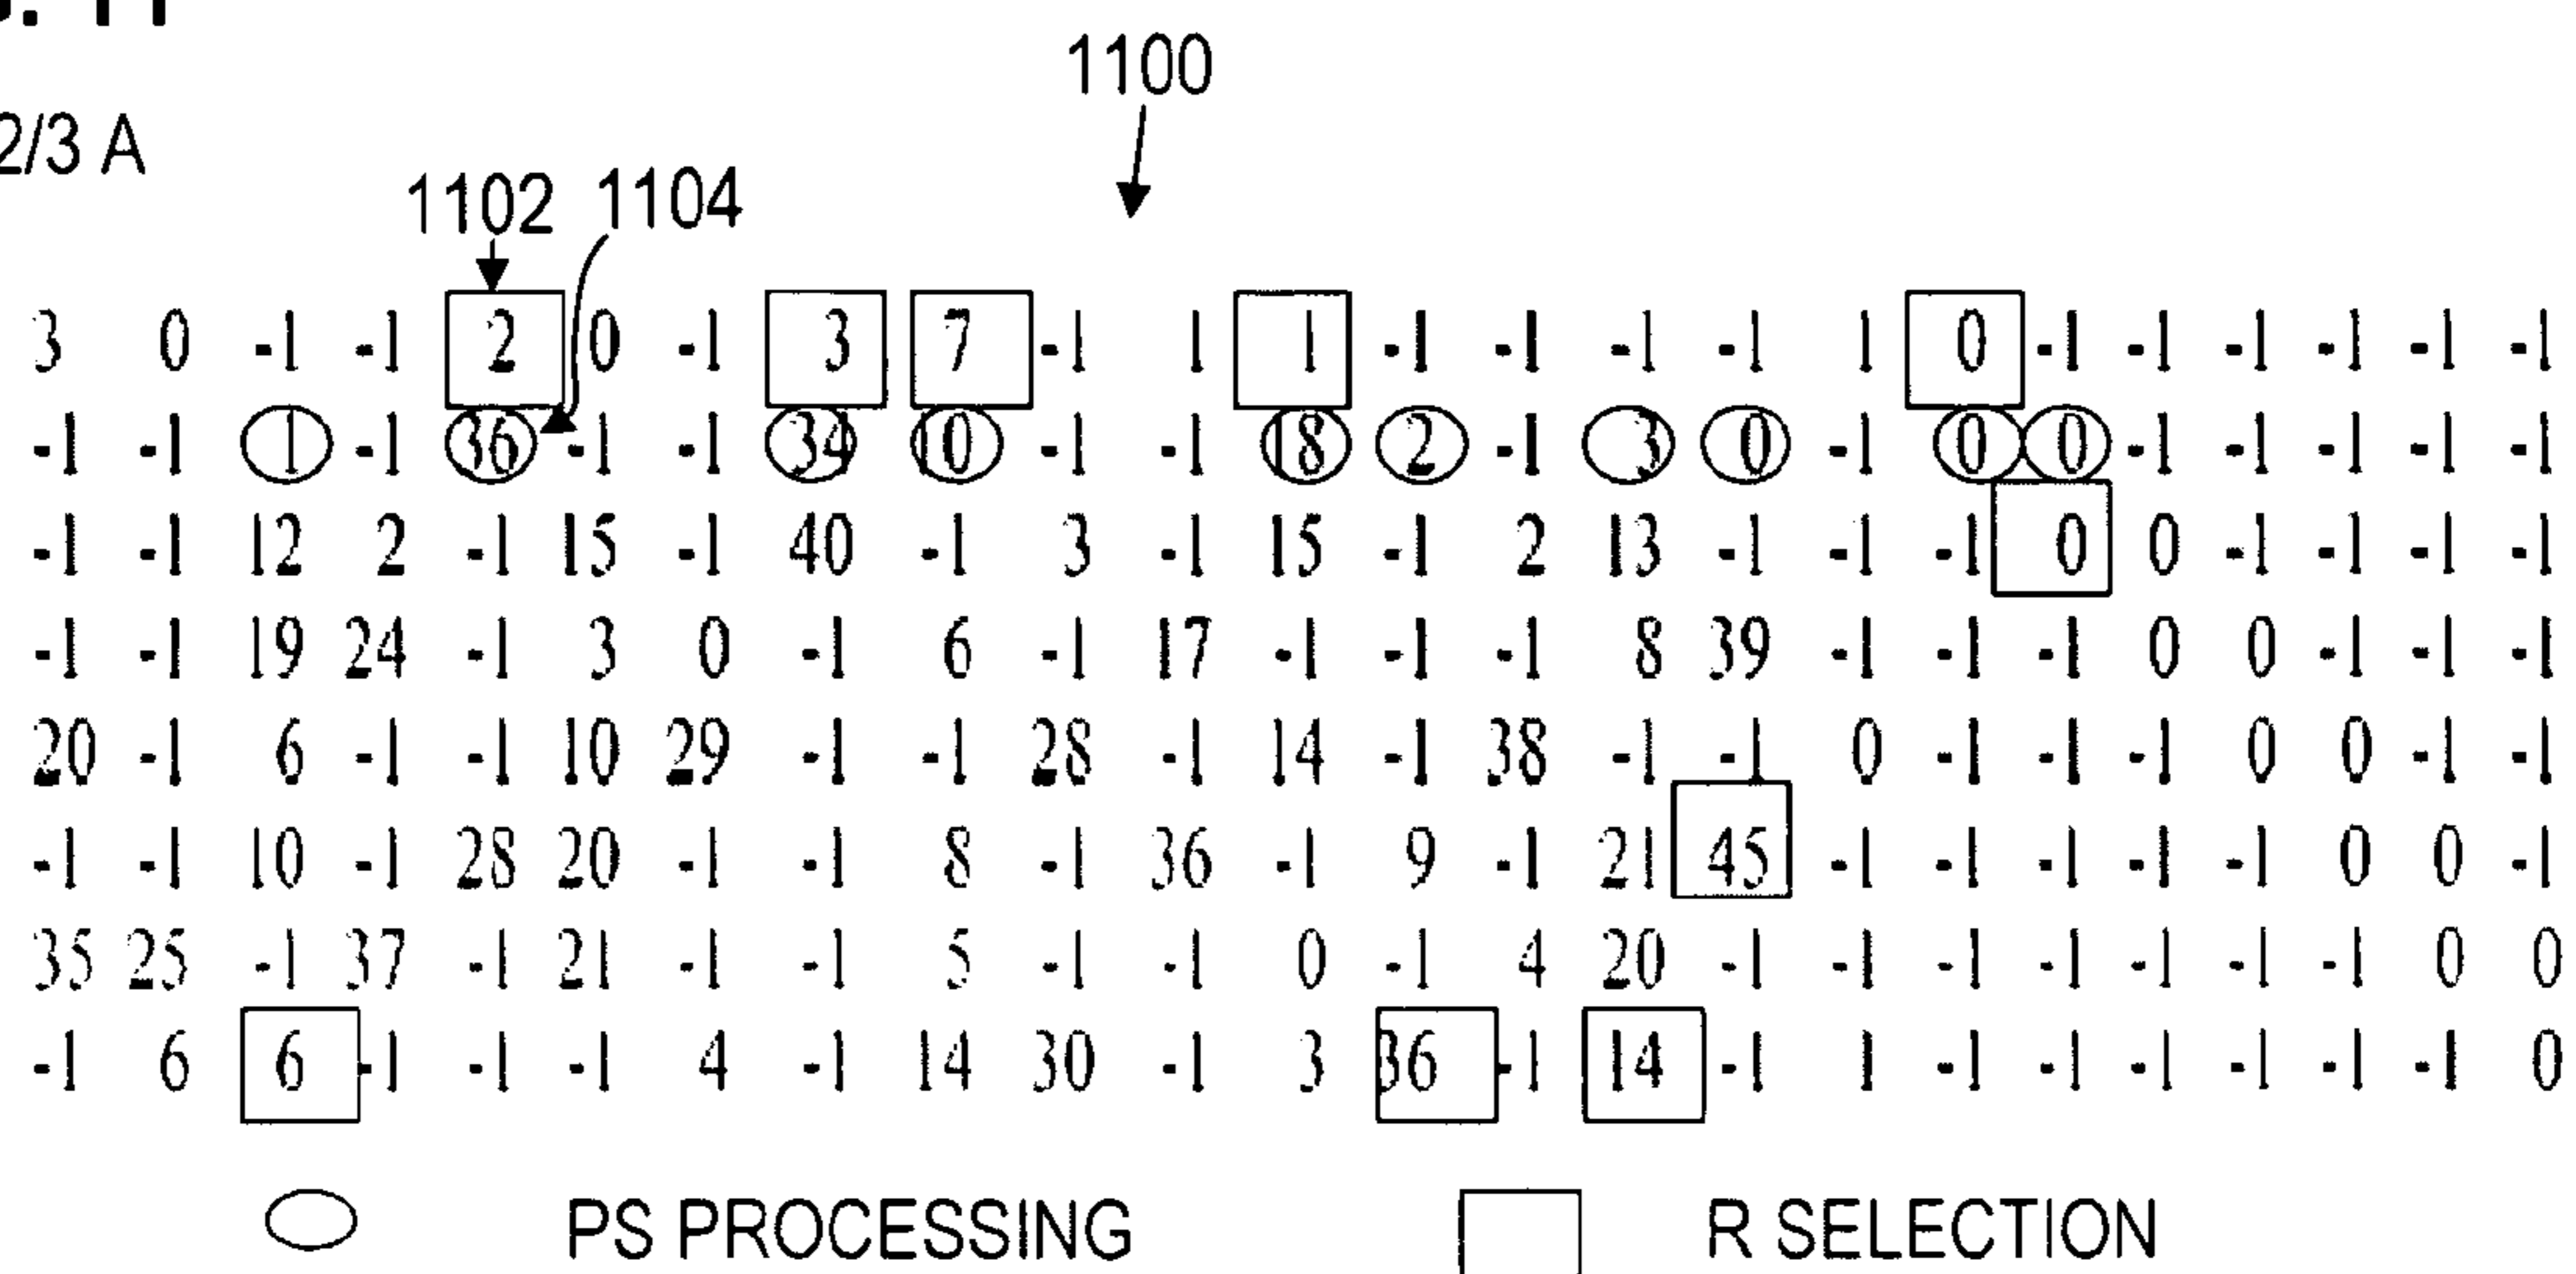 11
1100
2/3 A
1102 1104
3 0 -1 -1 2 0 -1 3 7 -1 1 1 -1 -1 -1 -1 1 0 -1 -1 -1 -1 -1 -1
-1 -1 1 -1 36 -1 -1 34 10 -1 -1 18 2 -1 3 0 -1 0 0 -1 -1 -1 -1 -1
-1 -1 12 2 -1 15 -1 40 -1 3 -1 15 -1 2 13 -1 -1 -1 0 0 -1 -1 -1 -1
-1 -1 19 24 -1 3 0 -1 6 -1 17 -1 -1 -1 8 39 -1 -1 -1 0 0 -1 -1 -1
20 -1 6 -1 -1 10 29 -1 -1 28 -1 14 -1 38 -1 -1 0 -1 -1 -1 0 0 -1 -1
-1 -1 10 -1 28 20 -1 -1 8 -1 36 -1 9 -1 21 45 -1 -1 -1 -1 -1 0 0 -1
35 25 -1 37 -1 21 -1 -1 5 -1 -1 0 -1 4 20 -1 -1 -1 -1 -1 -1 -1 0 0
-1 6 6 -1 -1 -1 4 -1 14 30 -1 3 36 -1 14 -1 1 -1 -1 -1 -1 -1 -1 0
PS PROCESSING R SELECTION